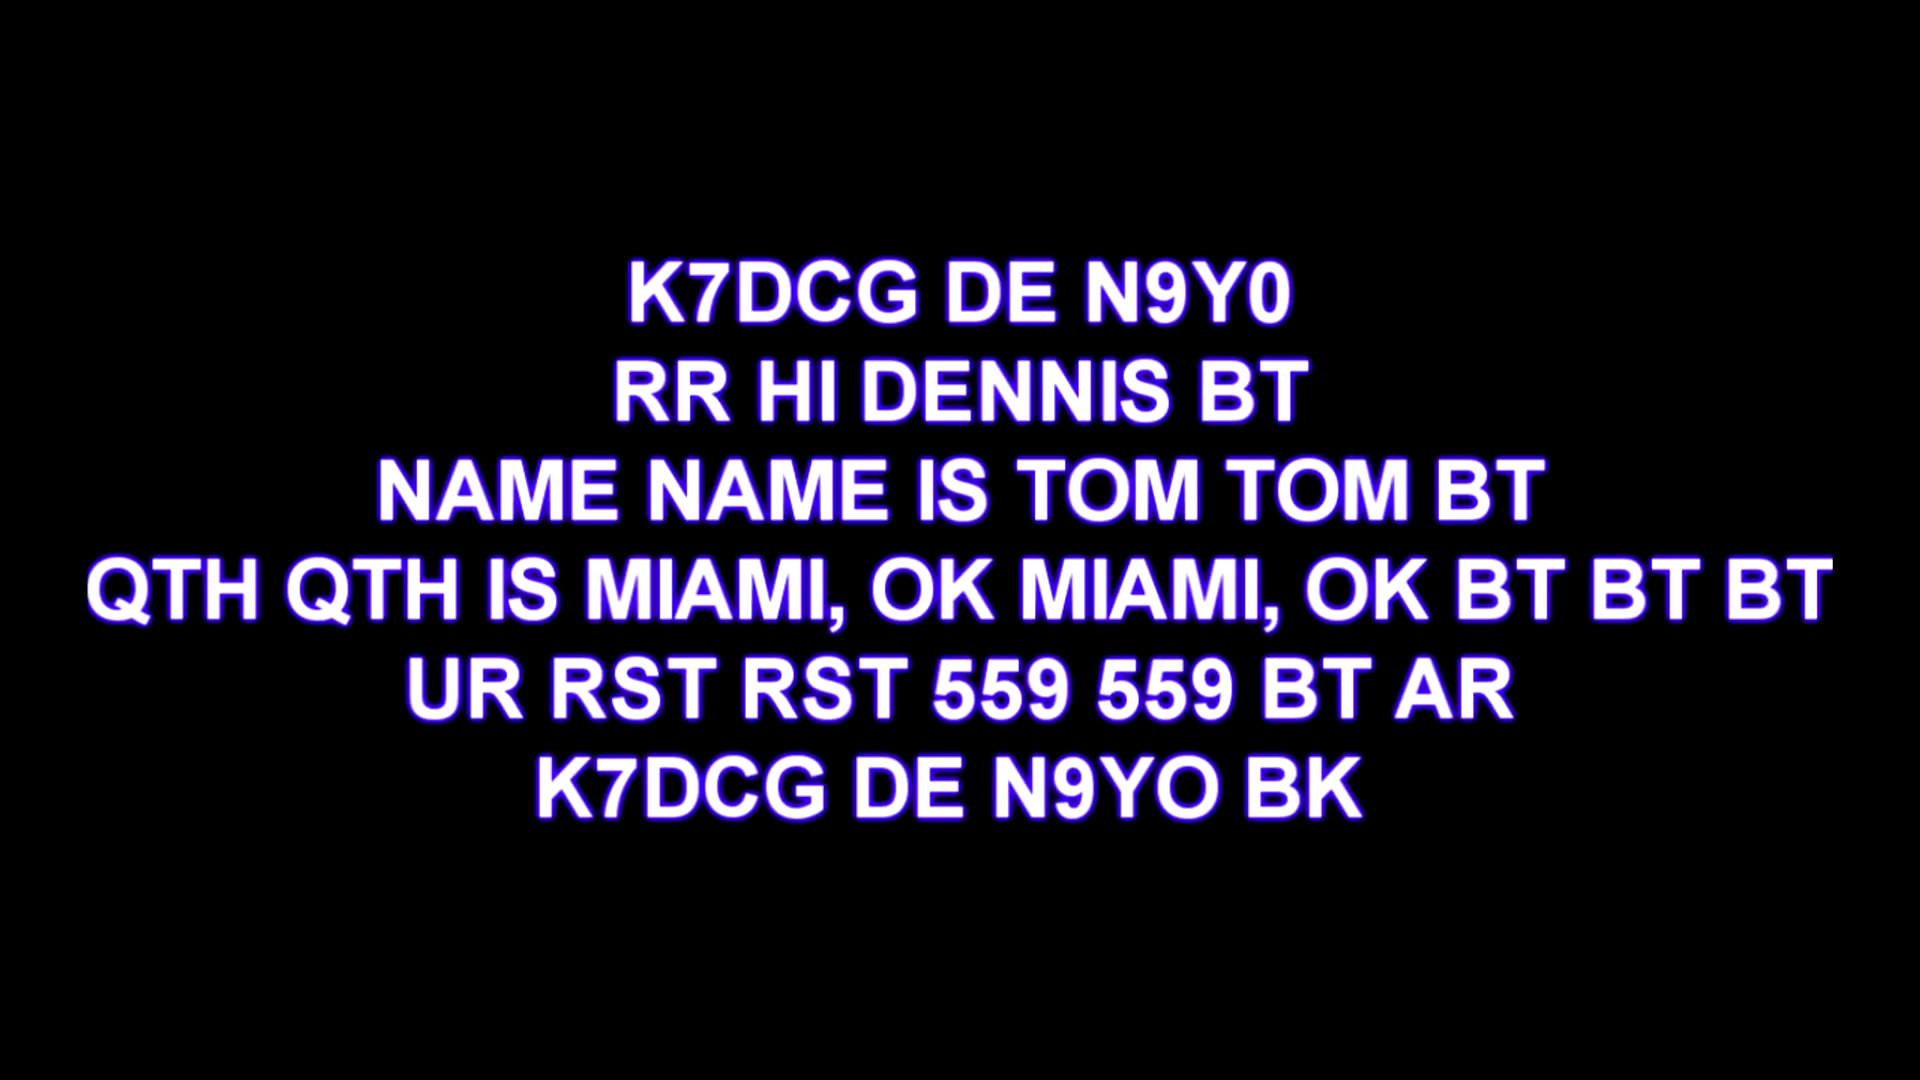 K7DCG DE N9Y0
RR HI DENNIS BT
NAME NAME IS TOM TOM BT
QTH QTH IS MIAMI, OK MIAMI, OK BT BT BT
UR RST RST 559 559 BT AR
K7DCG DE N9YO BK